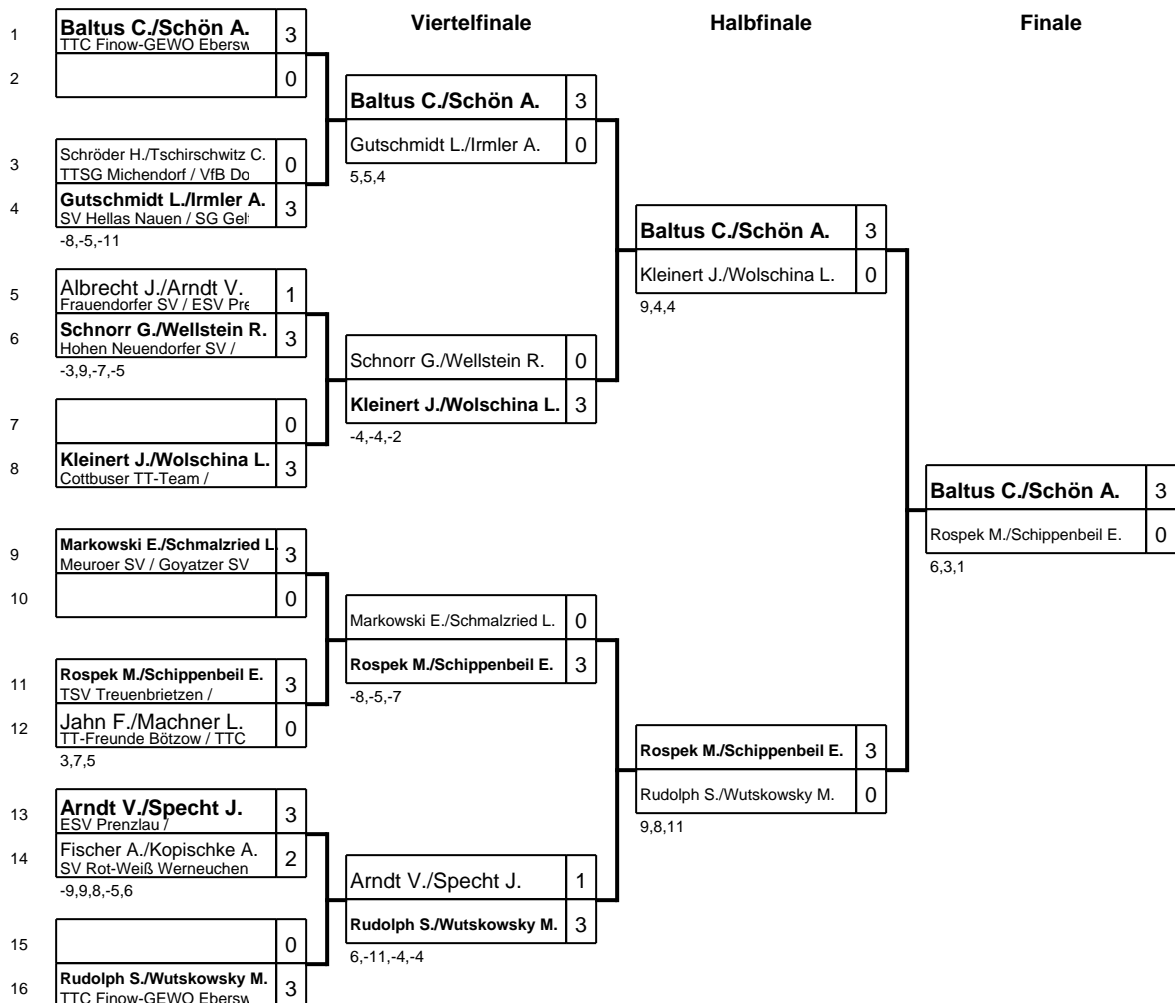 Viertelfinale Halbfinale Finale
1 Baltus C./Schön A. 3
TTC Finow-GEWO Ebersw
2 0
3 Schröder H./Tschirschwitz C. 0
TTSG Michendorf / VfB Do
4 Gutschmidt L./Irmler A. 3
SV Hellas Nauen / SG Gel
-8,-5,-11
5 Albrecht J./Arndt V. 1
Frauendorfer SV / ESV Pre
6 Schnorr G./Wellstein R. 3
Hohen Neuendorfer SV /
-3,9,-7,-5
7 0
8 Kleinert J./Wolschina L. 3
Cottbuser TT-Team /
9 Markowski E./Schmalzried L. 3
Meuroer SV / Goyatzer SV
10 0
11 Rospek M./Schippenbeil E. 3
TSV Treuenbrietzen /
12 Jahn F./Machner L. 0
TT-Freunde Bötzow / TTC
3,7,5
13 Arndt V./Specht J. 3
ESV Prenzlau /
14 Fischer A./Kopischke A. 2
SV Rot-Weiß Werneuchen
-9,9,8,-5,6
15 0
16 Rudolph S./Wutskowsky M. 3
TTC Finow-GEWO Ebersw
Baltus C./Schön A. 3
Gutschmidt L./Irmler A. 0
5,5,4
Schnorr G./Wellstein R. 0
Kleinert J./Wolschina L. 3
-4,-4,-2
Markowski E./Schmalzried L. 0
Rospek M./Schippenbeil E. 3
-8,-5,-7
Arndt V./Specht J. 1
Rudolph S./Wutskowsky M. 3
6,-11,-4,-4
Baltus C./Schön A. 3
Kleinert J./Wolschina L. 0
9,4,4
Rospek M./Schippenbeil E. 3
Rudolph S./Wutskowsky M. 0
9,8,11
Baltus C./Schön A. 3
Rospek M./Schippenbeil E. 0
6,3,1